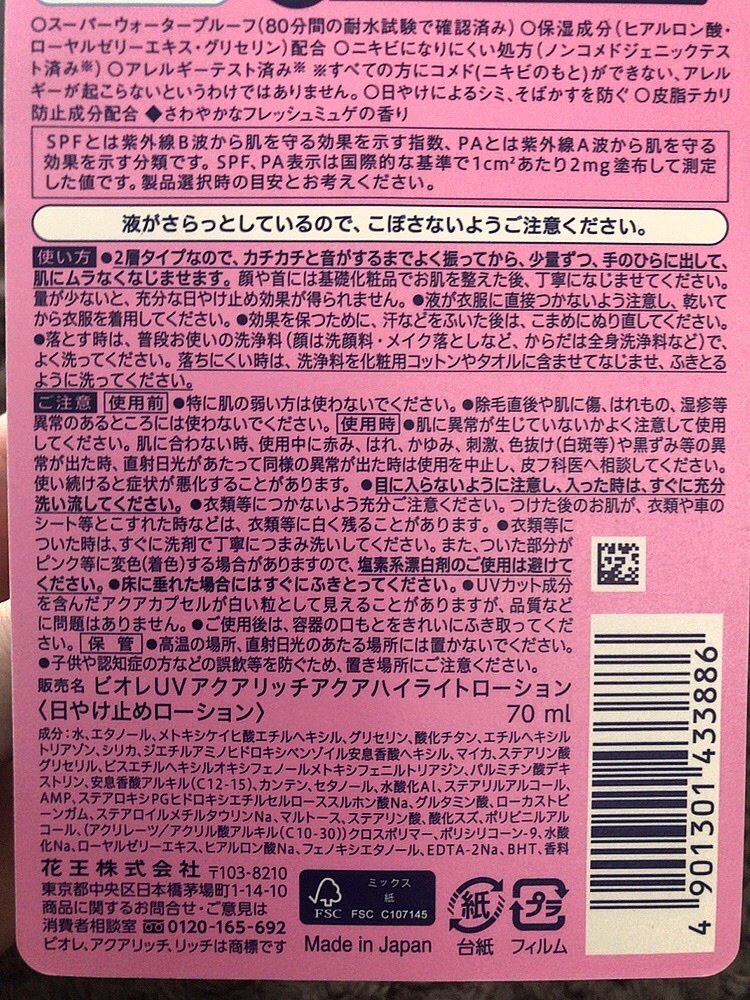 ○スーパーウォータープルーフ(80分間の耐水試験で確認済み) ○保湿成分(ヒアルロン酸・
ローヤルゼリーエキス・グリセリン)配合 ○ニキビになりにくい処方(ノンコメドジェニックテス
ト済み※) ○アレルギーテスト済み※ ※すべての方にコメド(ニキビのもと)ができない、アレル
ギーが起こらないというわけではありません。○日やけによるシミ、そばかすを防ぐ ○皮脂テカリ
防止成分配合 ◆さわやかなフレッシュミュゲの香り
SPFとは紫外線B波から肌を守る効果を示す指数、PAとは紫外線A波から肌を守る
効果を示す分類です。SPF、PA表示は国際的な基準で1cm²あたり2mg塗布して測定
した値です。製品選択時の目安とお考えください。
液がさらっとしているので、こぼさないようご注意ください。
使い方 ●2層タイプなので、カチカチと音がするまでよく振ってから、少量ずつ、手のひらに出して、
肌にムラなくなじませます。顔や首には基礎化粧品でお肌を整えた後、丁寧になじませてください。
量が少ないと、充分な日やけ止め効果が得られません。●液が衣服に直接つかないよう注意し、乾いて
から衣服を着用してください。●効果を保つために、汗などをふいた後は、こまめにぬり直してください。
●落とす時は、普段お使いの洗浄料(顔は洗顔料・メイク落としなど、からだは全身洗浄料など)で、
よく洗ってください。落ちにくい時は、洗浄料を化粧用コットンやタオルに含ませてなじませ、ふきとる
ように洗ってください。
ご注意 使用前 ●特に肌の弱い方は使わないでください。●除毛直後や肌に傷、はれもの、湿疹等
異常のあるところには使わないでください。使用時 ●肌に異常が生じていないかよく注意して使用
してください。肌に合わない時、使用中に赤み、はれ、かゆみ、刺激、色抜け(白斑等)や黒ずみ等の異
常が出た時、直射日光があたって同様の異常が出た時は使用を中止し、皮フ科医へ相談してください。
使い続けると症状が悪化することがあります。●目に入らないように注意し、入った時は、すぐに充分
洗い流してください。●衣類等につかないよう充分ご注意ください。つけた後のお肌が、衣類や車の
シート等とこすれた時などは、衣類等に白く残ることがあります。●衣類等に
ついた時は、すぐに洗剤で丁寧につまみ洗いしてください。また、ついた部分が
ピンク等に変色(着色)する場合がありますので、塩素系漂白剤のご使用は避けて
ください。●床に垂れた場合にはすぐにふきとってください。●UVカット成分
を含んだアクアカプセルが白い粒として見えることがありますが、品質など
に問題はありません。●ご使用後は、容器の口もとをきれいにふき取ってくだ
さい。保 管 ●高温の場所、直射日光のあたる場所には置かないでください。
●子供や認知症の方などの誤飲等を防ぐため、置き場所にご注意ください。
販売名 ビオレUVアクアリッチアクアハイライトローション
〈日やけ止めローション〉 70 ml
成分:水、エタノール、メトキシケイヒ酸エチルヘキシル、グリセリン、酸化チタン、エチルヘキシル
トリアゾン、シリカ、ジエチルアミノヒドロキシベンゾイル安息香酸ヘキシル、マイカ、ステアリン酸
グリセリル、ビスエチルヘキシルオキシフェノールメトキシフェニルトリアジン、パルミチン酸デキ
ストリン、安息香酸アルキル(C12-15)、カンテン、セタノール、水酸化Al、ステアリルアルコール、
AMP、ステアロキシPGヒドロキシエチルセルローススルホン酸Na、グルタミン酸、ローカストビ
ーンガム、ステアロイルメチルタウリンNa、マルトース、ステアリン酸、酸化スズ、ポリビニルアル
コール、(アクリレーツ/アクリル酸アルキル(C10-30))クロスポリマー、ポリシリコーン-9、水酸
化Na、ローヤルゼリーエキス、ヒアルロン酸Na、フェノキシエタノール、EDTA-2Na、BHT、香料
花王株式会社 〒103-8210
東京都中央区日本橋茅場町1-14-10
商品に関するお問合せ・ご意見は
消費者相談室 0120-165-692
ビオレ、アクアリッチ、リッチは商標です
FSC
ミックス
紙
FSC C107145
Made in Japan
紙
台紙
プラ
フィルム
4 901301 433886